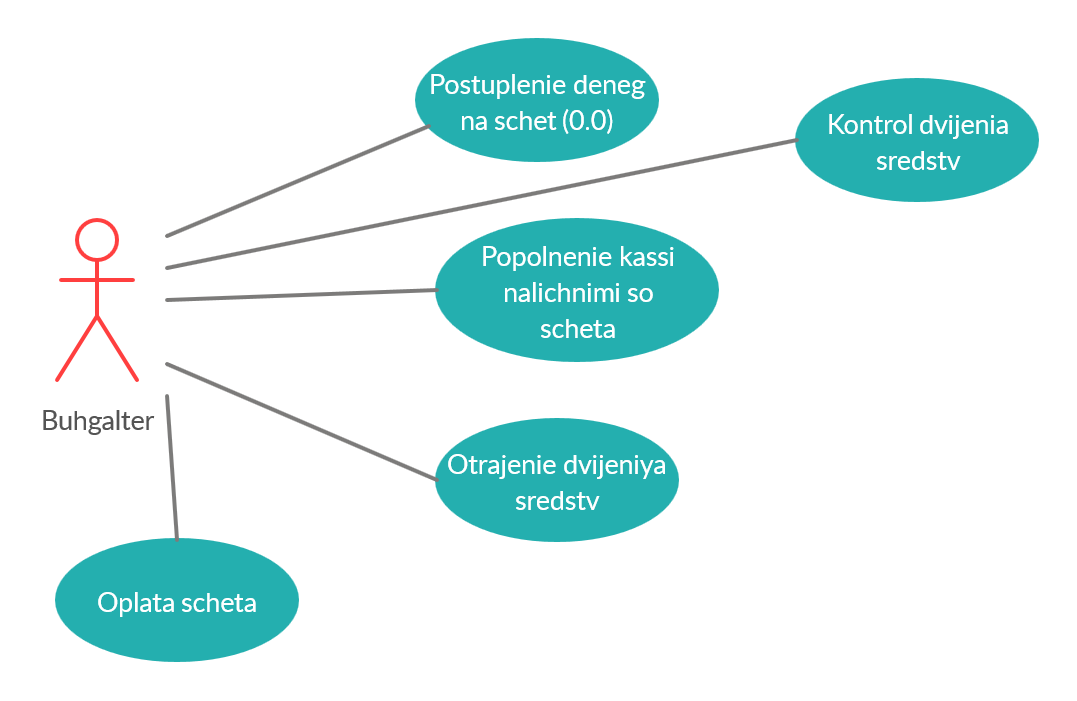 Postuplenie deneg
na schet (0.0)
Kontrol dvijenia
sredstv
Popolnenie kassi
nalichnimi so
scheta
Buhgalter
Otrajenie dvijeniya
sredstv
Oplata scheta